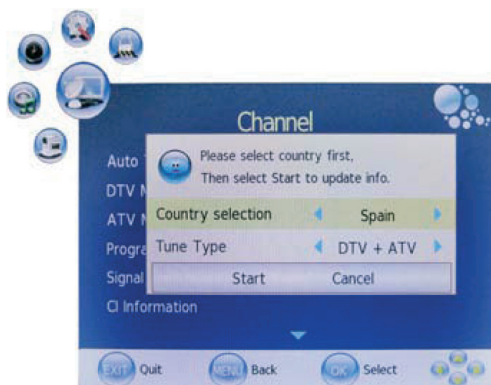 Channel
Auto
Please select country first,
DTV
Then select Start to update info.
ATV
Country selection Spain
Progra
Tune Type DTV + ATV
Signal Start Cancel
CI Information
EXIT Quit MENU Back OK Select